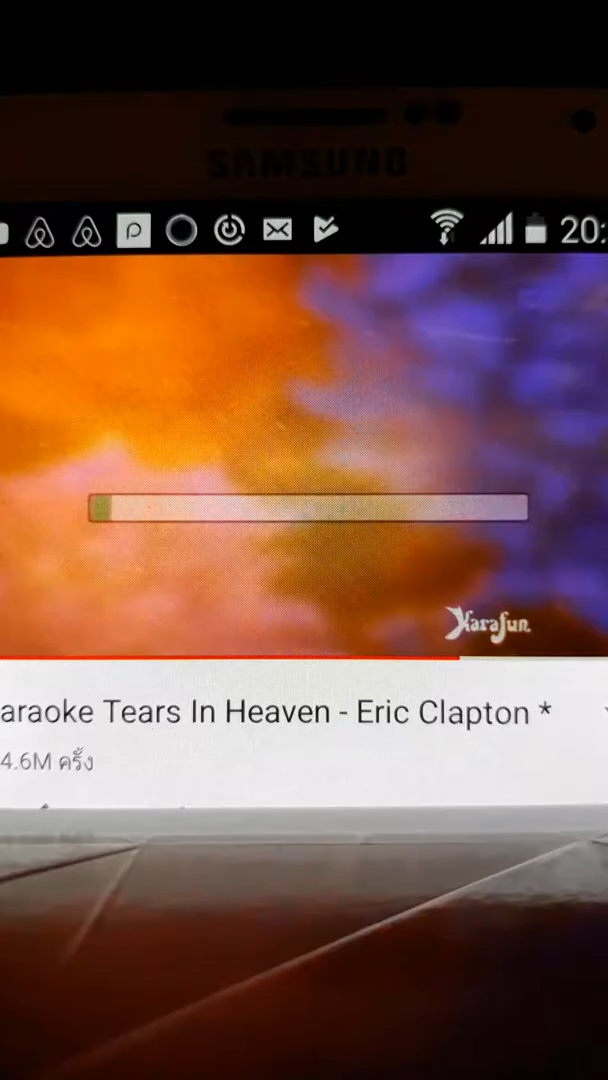 SAMSUNG
20:
Karafun
araoke Tears In Heaven - Eric Clapton *
4.6M ครั้ง